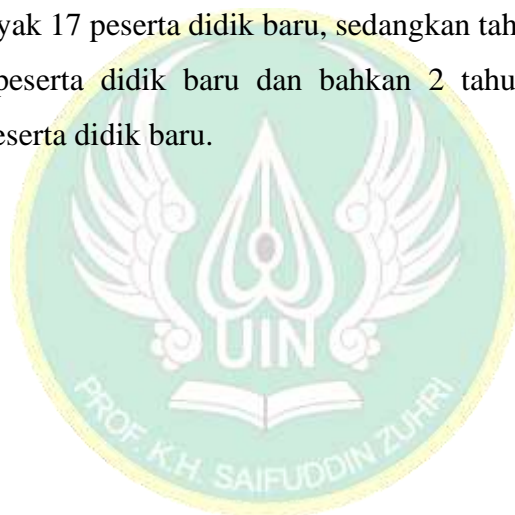 yak 17 peserta didik baru, sedangkan tah
peserta didik baru dan bahkan 2 tahu
eserta didik baru.
UIN
PROF. K.H. SAIFUDDIN ZUHRI